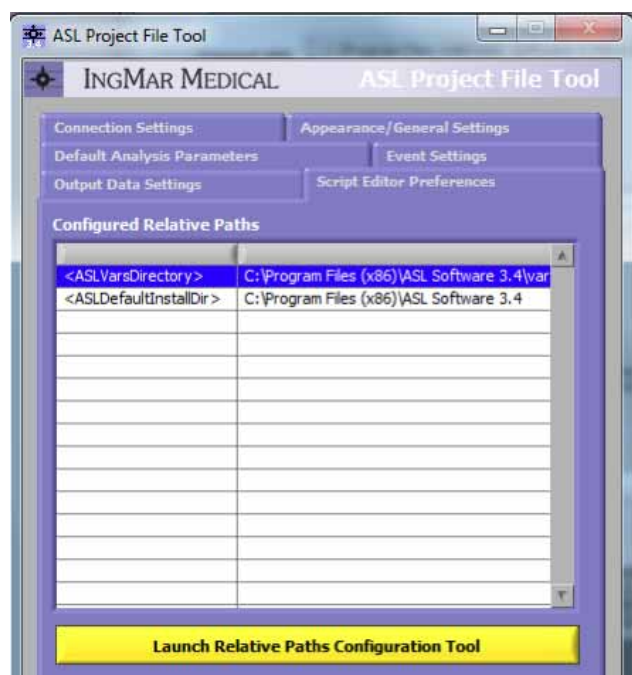 ASL Project File Tool
INGMAR MEDICAL ASL Project File Tool
Connection Settings Appearance/General Settings
Default Analysis Parameters Event Settings
Output Data Settings Script Editor Preferences
Configured Relative Paths
<ASLVarsDirectory> C:\Program Files (x86)\ASL Software 3.4\var
<ASLDefaultInstallDir> C:\Program Files (x86)\ASL Software 3.4
Launch Relative Paths Configuration Tool